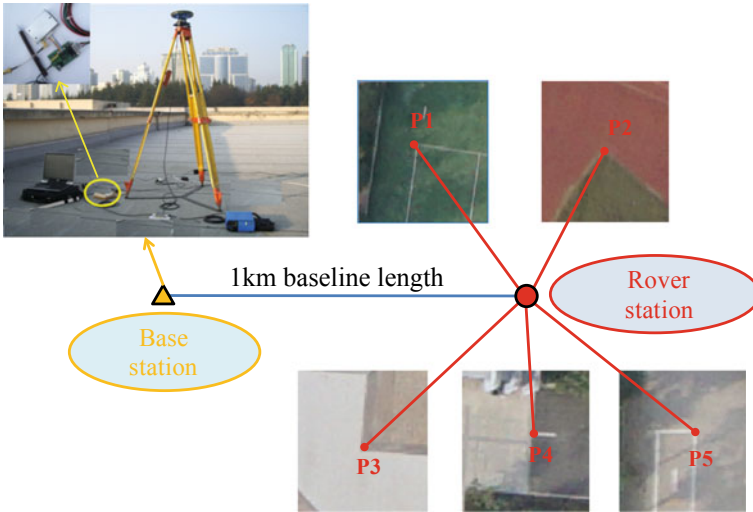 P1
P2
1km baseline length
Rover
station
Base
station
P3
P4
P5